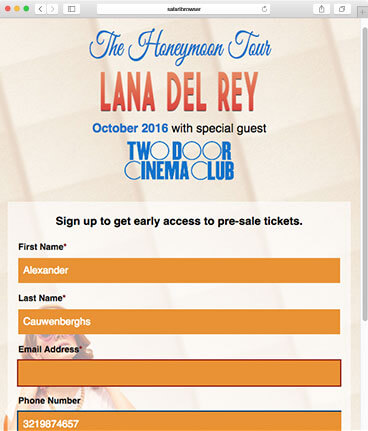 safaribrowser
The Honeymoon Tour
LANA DEL REY
October 2016 with special guest
TWO DOOR
CINEMA CLUB
Sign up to get early access to pre-sale tickets.
First Name*
Alexander
Last Name*
Cauwenberghs
Email Address*
Phone Number
3219874657